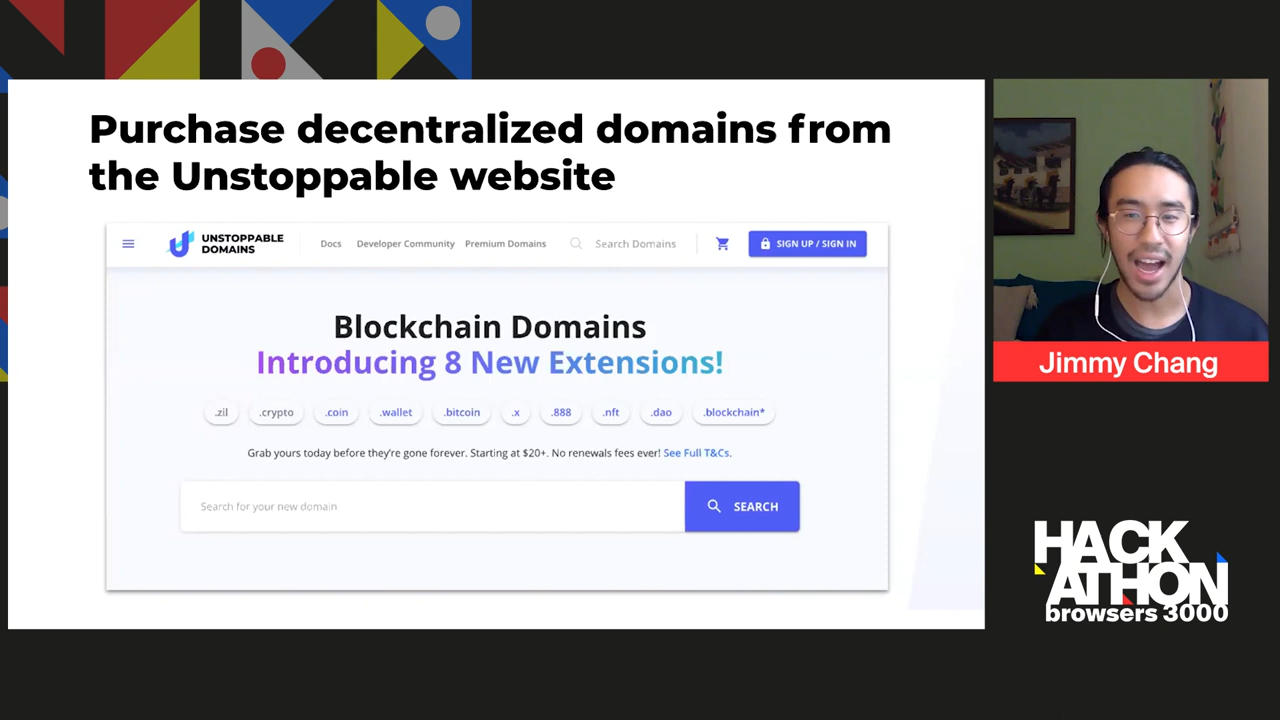 Purchase decentralized domains from
the Unstoppable website
UNSTOPPABLE
DOMAINS
Docs
Developer Community
Premium Domains
Search Domains
SIGN UP / SIGN IN
Blockchain Domains
Introducing 8 New Extensions!
.zil
.crypto
.coin
.wallet
.bitcoin
.x
.888
.nft
.dao
.blockchain*
Grab yours today before they're gone forever. Starting at $20+. No renewals fees ever! See Full T&Cs.
Search for your new domain
SEARCH
Jimmy Chang
HACK
ATHON
browsers 3000